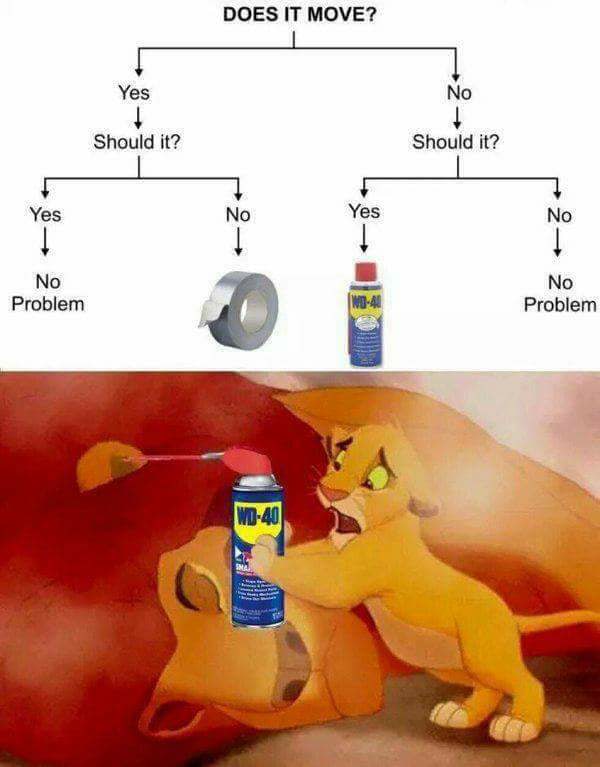 DOES IT MOVE?
Yes
No
Should it?
Should it?
Yes
No
Yes
No
No
Problem
WD-40
No
Problem
WD-40